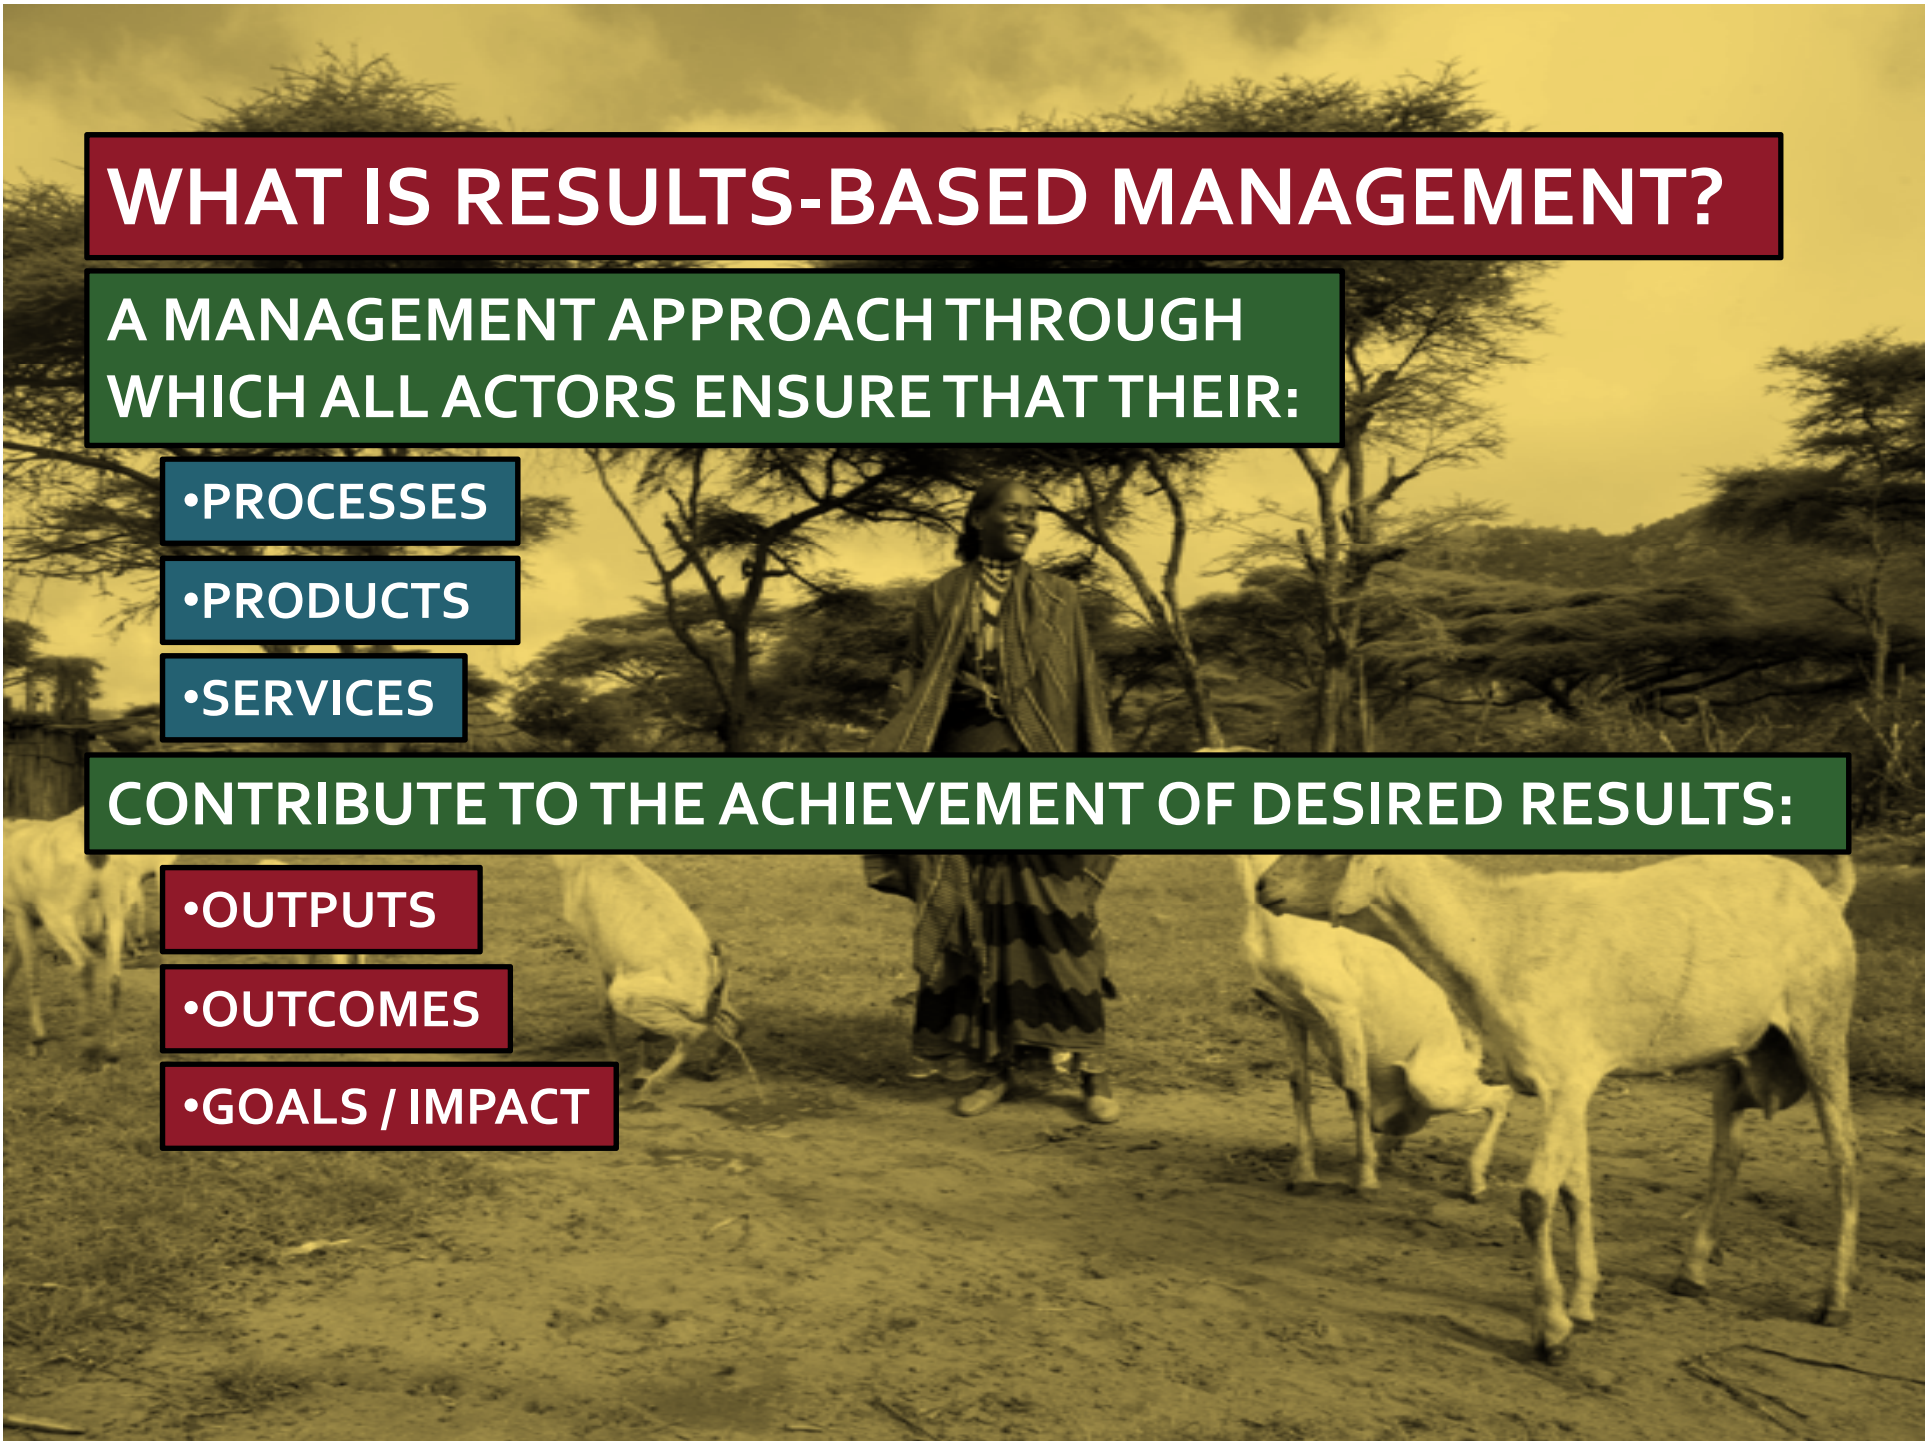 WHAT IS RESULTS-BASED MANAGEMENT?
A MANAGEMENT APPROACH THROUGH
WHICH ALL ACTORS ENSURE THAT THEIR:
•PROCESSES
•PRODUCTS
•SERVICES
CONTRIBUTE TO THE ACHIEVEMENT OF DESIRED RESULTS:
•OUTPUTS
•OUTCOMES
•GOALS / IMPACT